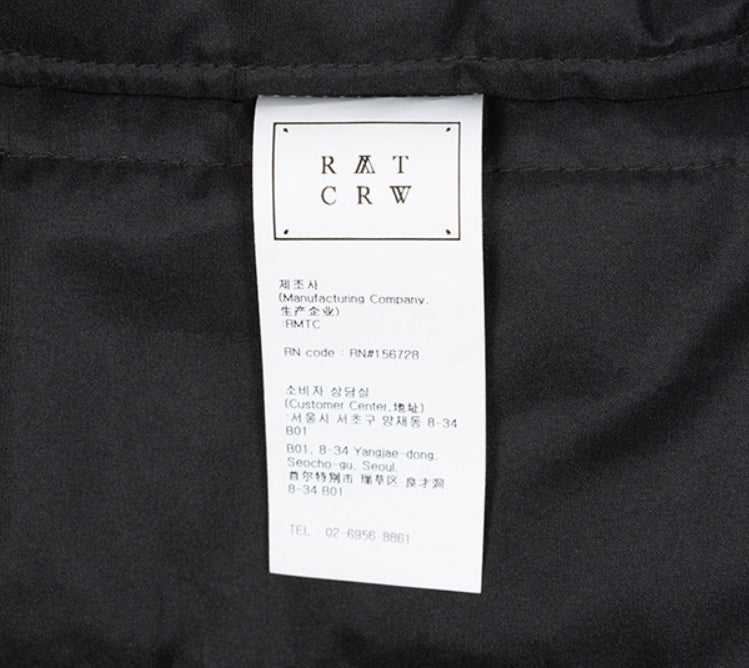 RAT
CRW
제조사
(Manufacturing Company,
生产企业)
:RMTC
RN code : RN#156728
소비자 상담실
(Customer Center,地址)
:서울시 서초구 양재동 8-34
B01
B01, 8-34 Yangjae-dong,
Seocho-gu, Seoul,
首尔特别市 瑞草区 良才洞
8-34 B01.
TEL : 02-6956-8861